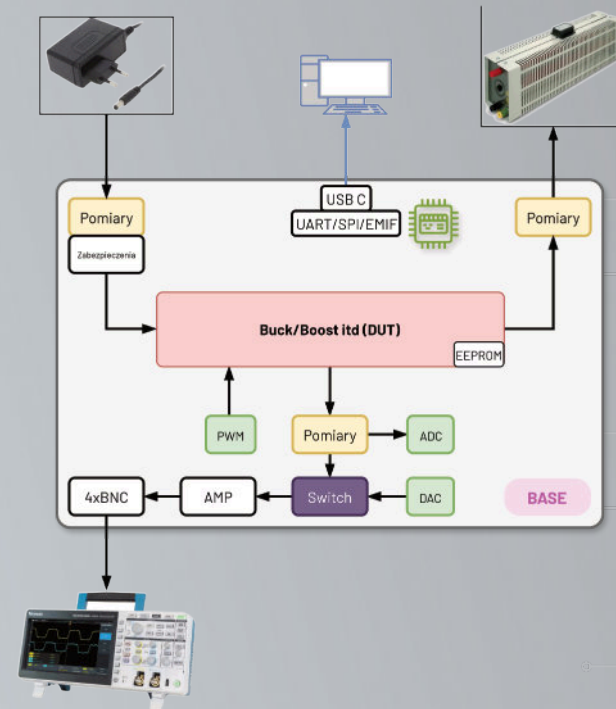 USB C
Pomiary
UART/SPI/EMIF
Pomiary
Zabezpieczenia
Buck/Boost itd (DUT)
EEPROM
PWM
Pomiary
ADC
4xBNC
AMP
Switch
DAC
BASE